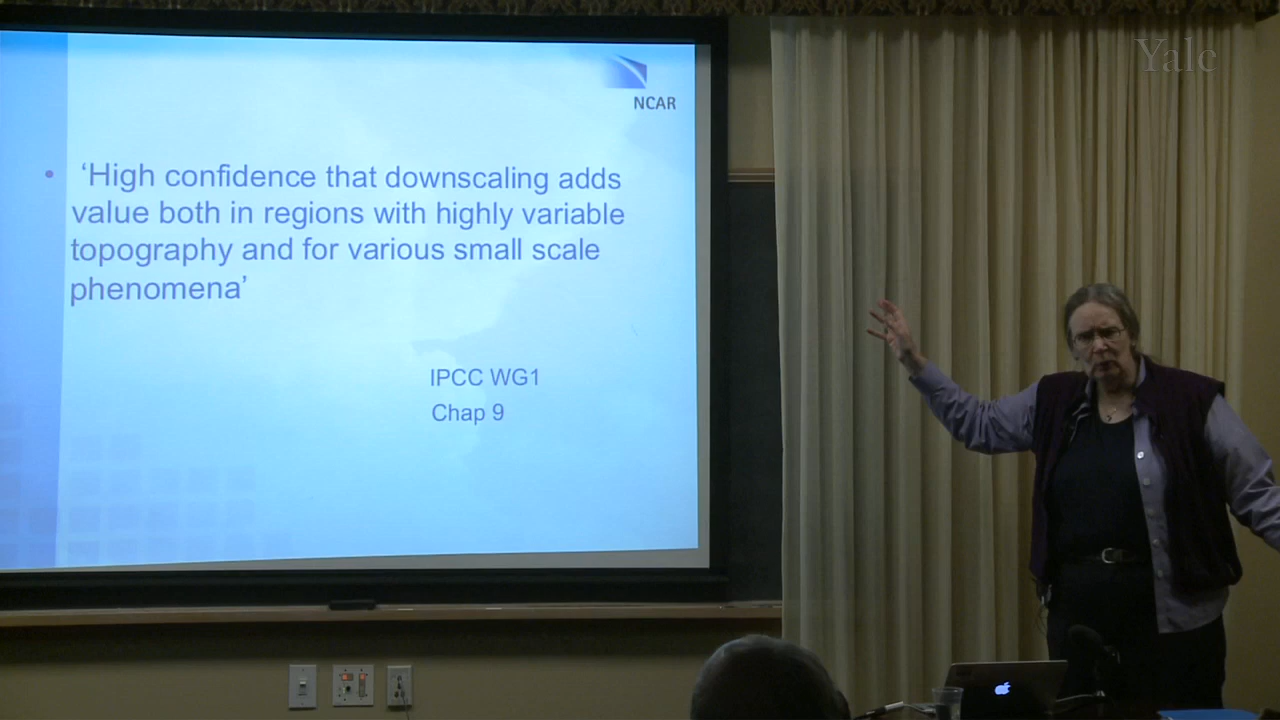 Yale
NCAR
• ‘High confidence that downscaling adds
value both in regions with highly variable
topography and for various small scale
phenomena’
IPCC WG1
Chap 9